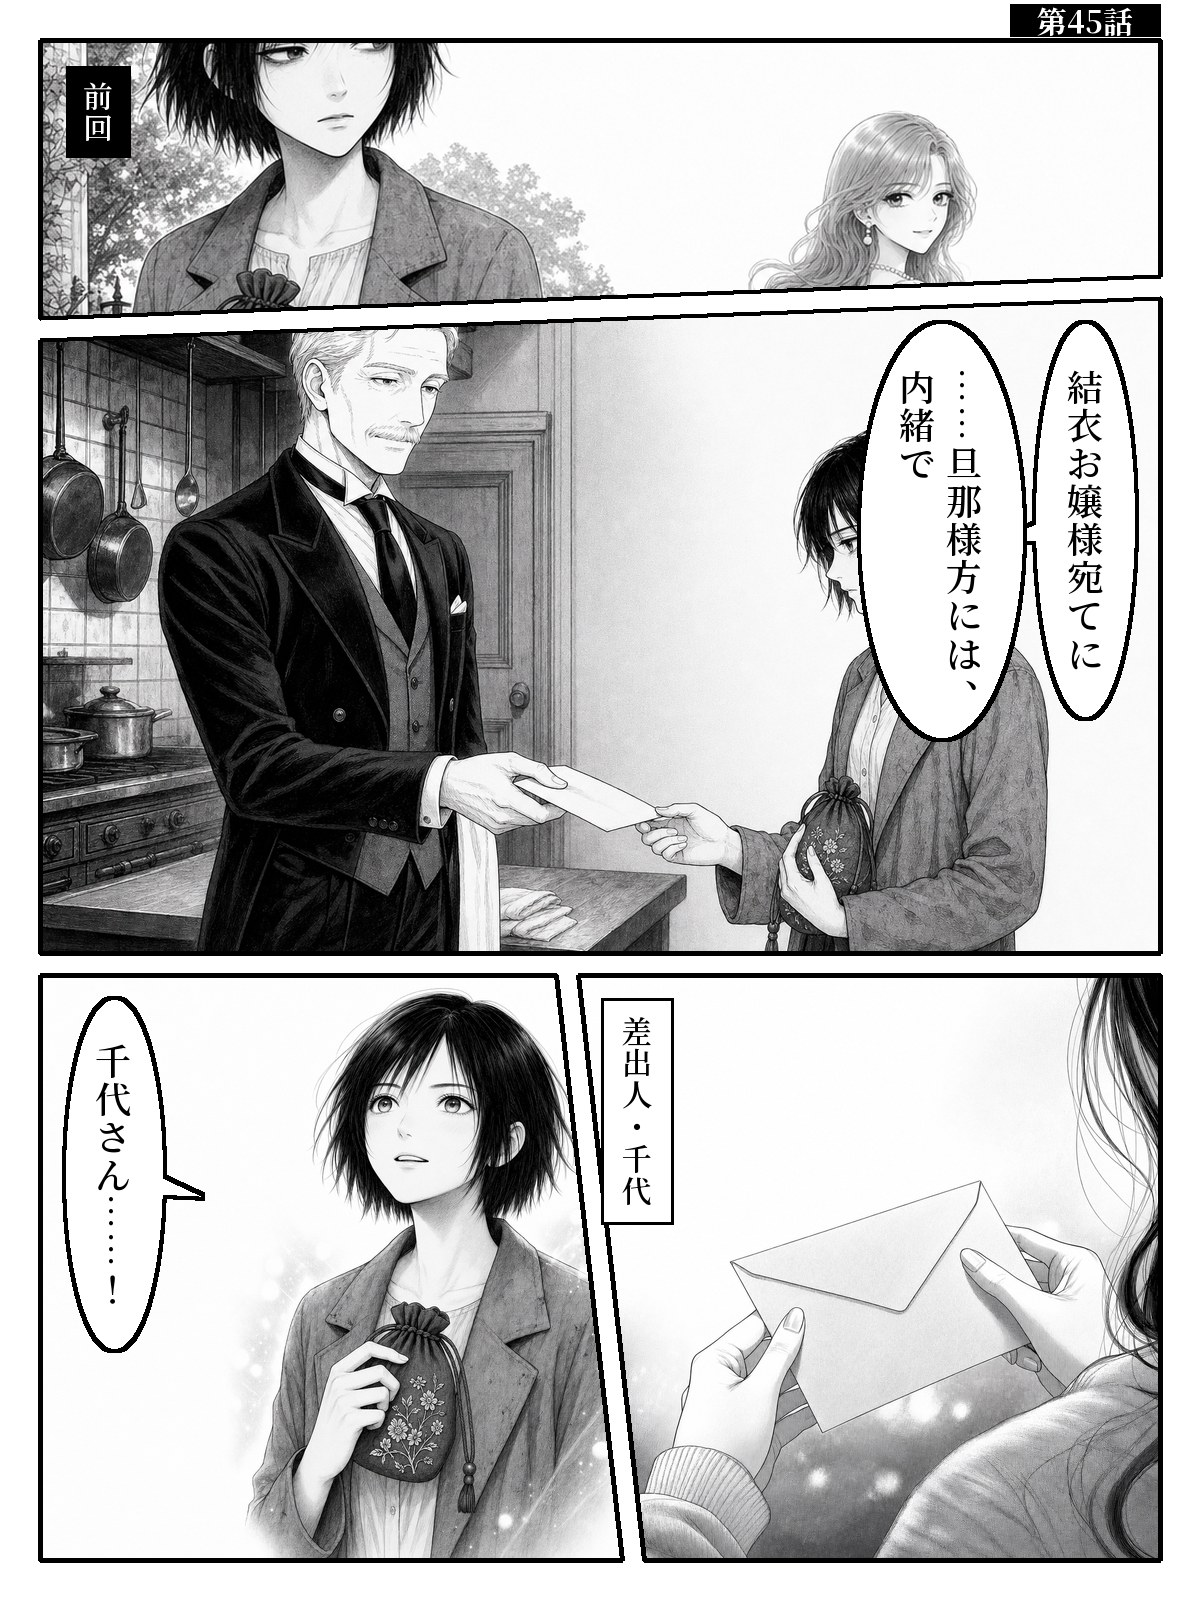 第45話
前回
結衣お嬢様宛てに
……旦那様方には、
内緒で
差出人・千代
千代さん……！